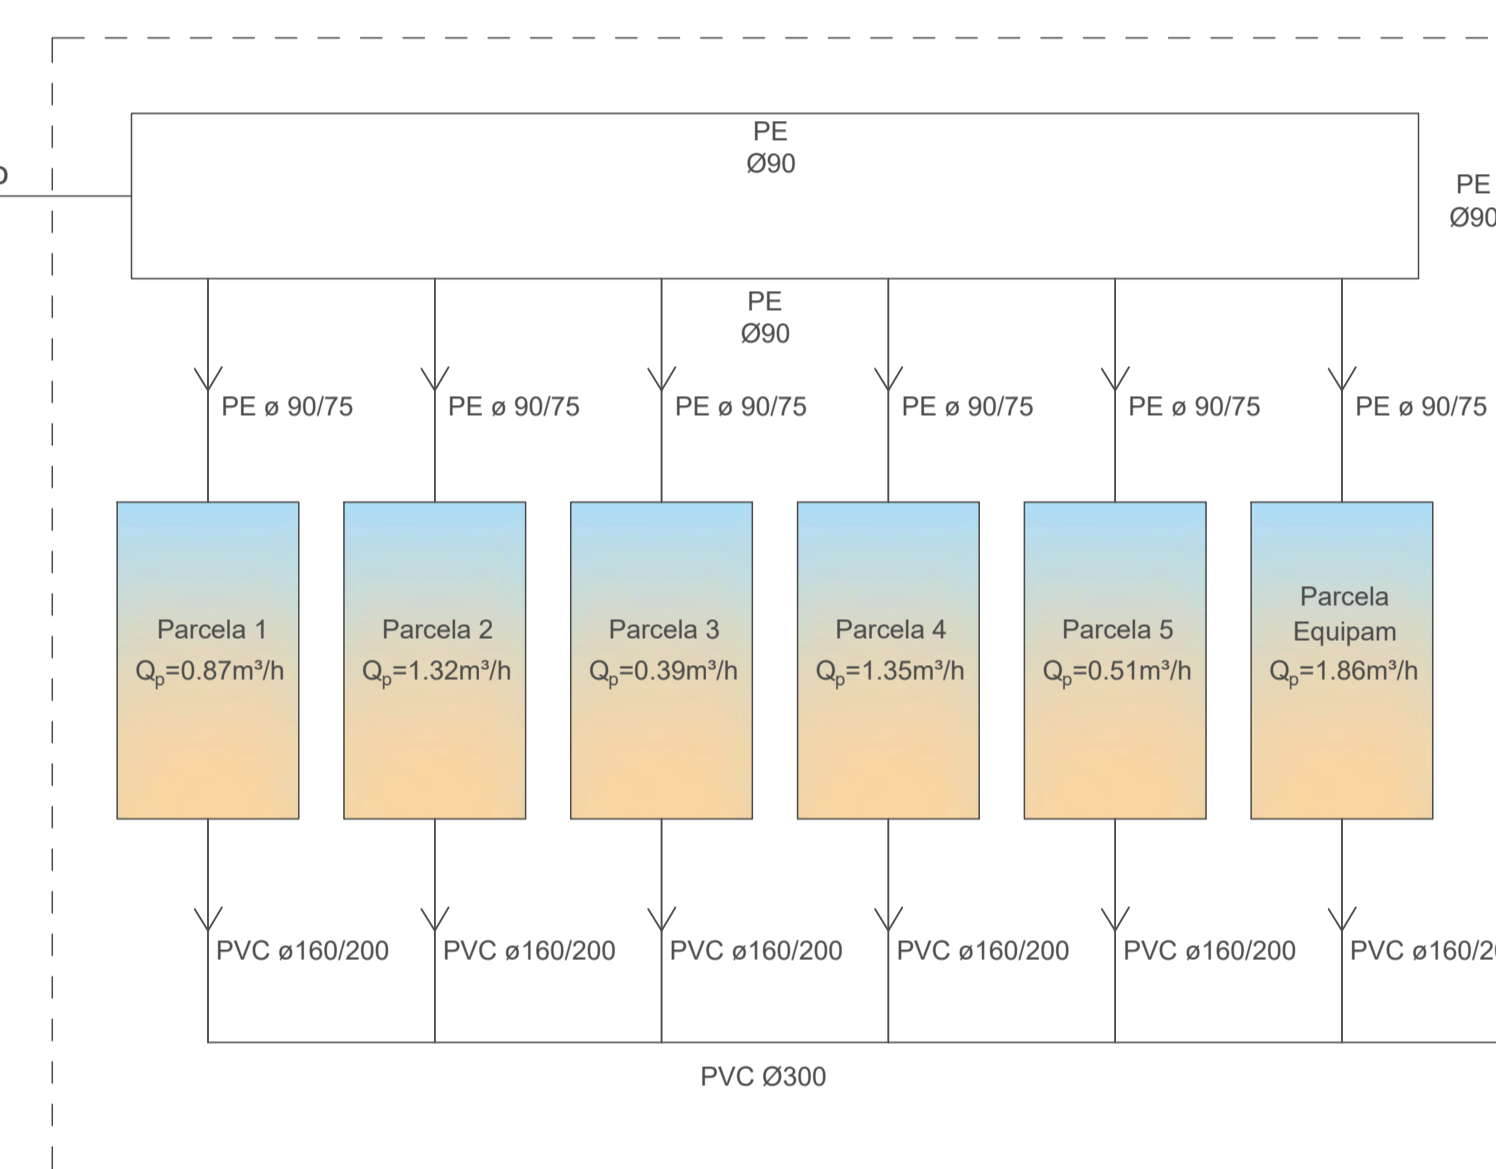 PE
Ø90
PE
Ø90
PE
Ø90
PE ø 90/75
PE ø 90/75
PE ø 90/75
PE ø 90/75
PE ø 90/75
PE ø 90/75
Parcela 1
Qp=0.87m³/h
Parcela 2
Qp=1.32m³/h
Parcela 3
Qp=0.39m³/h
Parcela 4
Qp=1.35m³/h
Parcela 5
Qp=0.51m³/h
Parcela
Equipam
Qp=1.86m³/h
PVC ø160/200
PVC ø160/200
PVC ø160/200
PVC ø160/200
PVC ø160/200
PVC
PVC Ø300